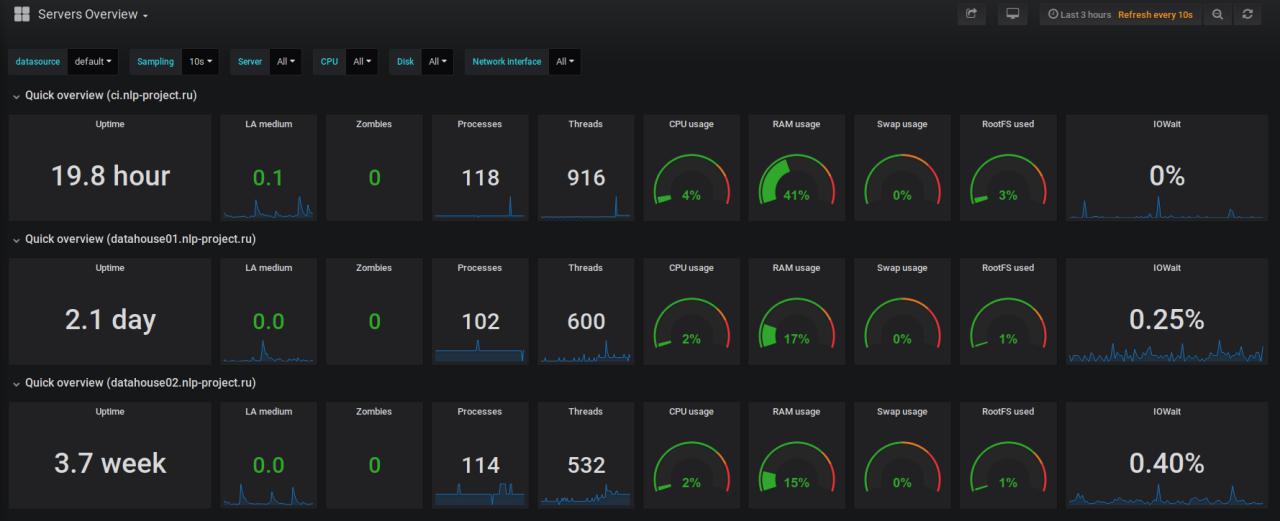 Servers Overview
Last 3 hours Refresh every 10s
datasource default Sampling 10s Server All CPU All Disk All Network interface All
Quick overview (ci.nlp-project.ru)
Uptime LA medium Zombies Processes Threads CPU usage RAM usage Swap usage RootFS used IOWait
19.8 hour 0.1 0 118 916 4% 41% 0% 3% 0%
Quick overview (datahouse01.nlp-project.ru)
Uptime LA medium Zombies Processes Threads CPU usage RAM usage Swap usage RootFS used IOWait
2.1 day 0.0 0 102 600 2% 17% 0% 1% 0.25%
Quick overview (datahouse02.nlp-project.ru)
Uptime LA medium Zombies Processes Threads CPU usage RAM usage Swap usage RootFS used IOWait
3.7 week 0.0 0 114 532 2% 15% 0% 1% 0.40%